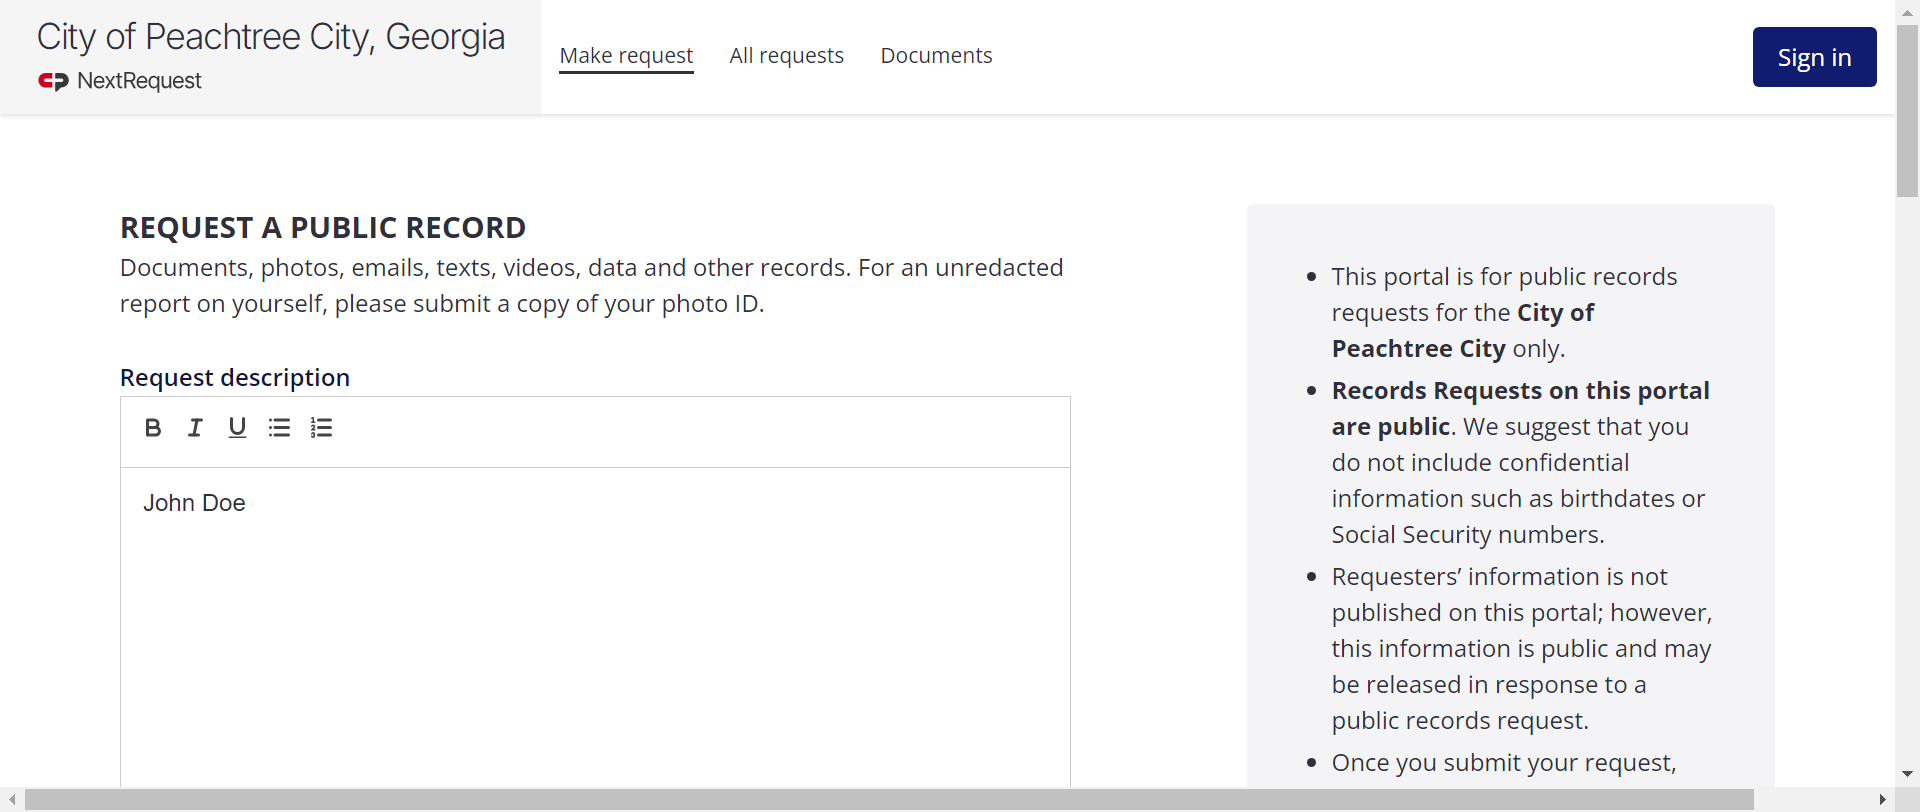 City of Peachtree City, Georgia
NextRequest
Make request
All requests
Documents
Sign in
REQUEST A PUBLIC RECORD
Documents, photos, emails, texts, videos, data and other records. For an unredacted
report on yourself, please submit a copy of your photo ID.
Request description
John Doe
This portal is for public records
requests for the City of
Peachtree City only.
Records Requests on this portal
are public. We suggest that you
do not include confidential
information such as birthdates or
Social Security numbers.
Requesters’ information is not
published on this portal; however,
this information is public and may
be released in response to a
public records request.
Once you submit your request,